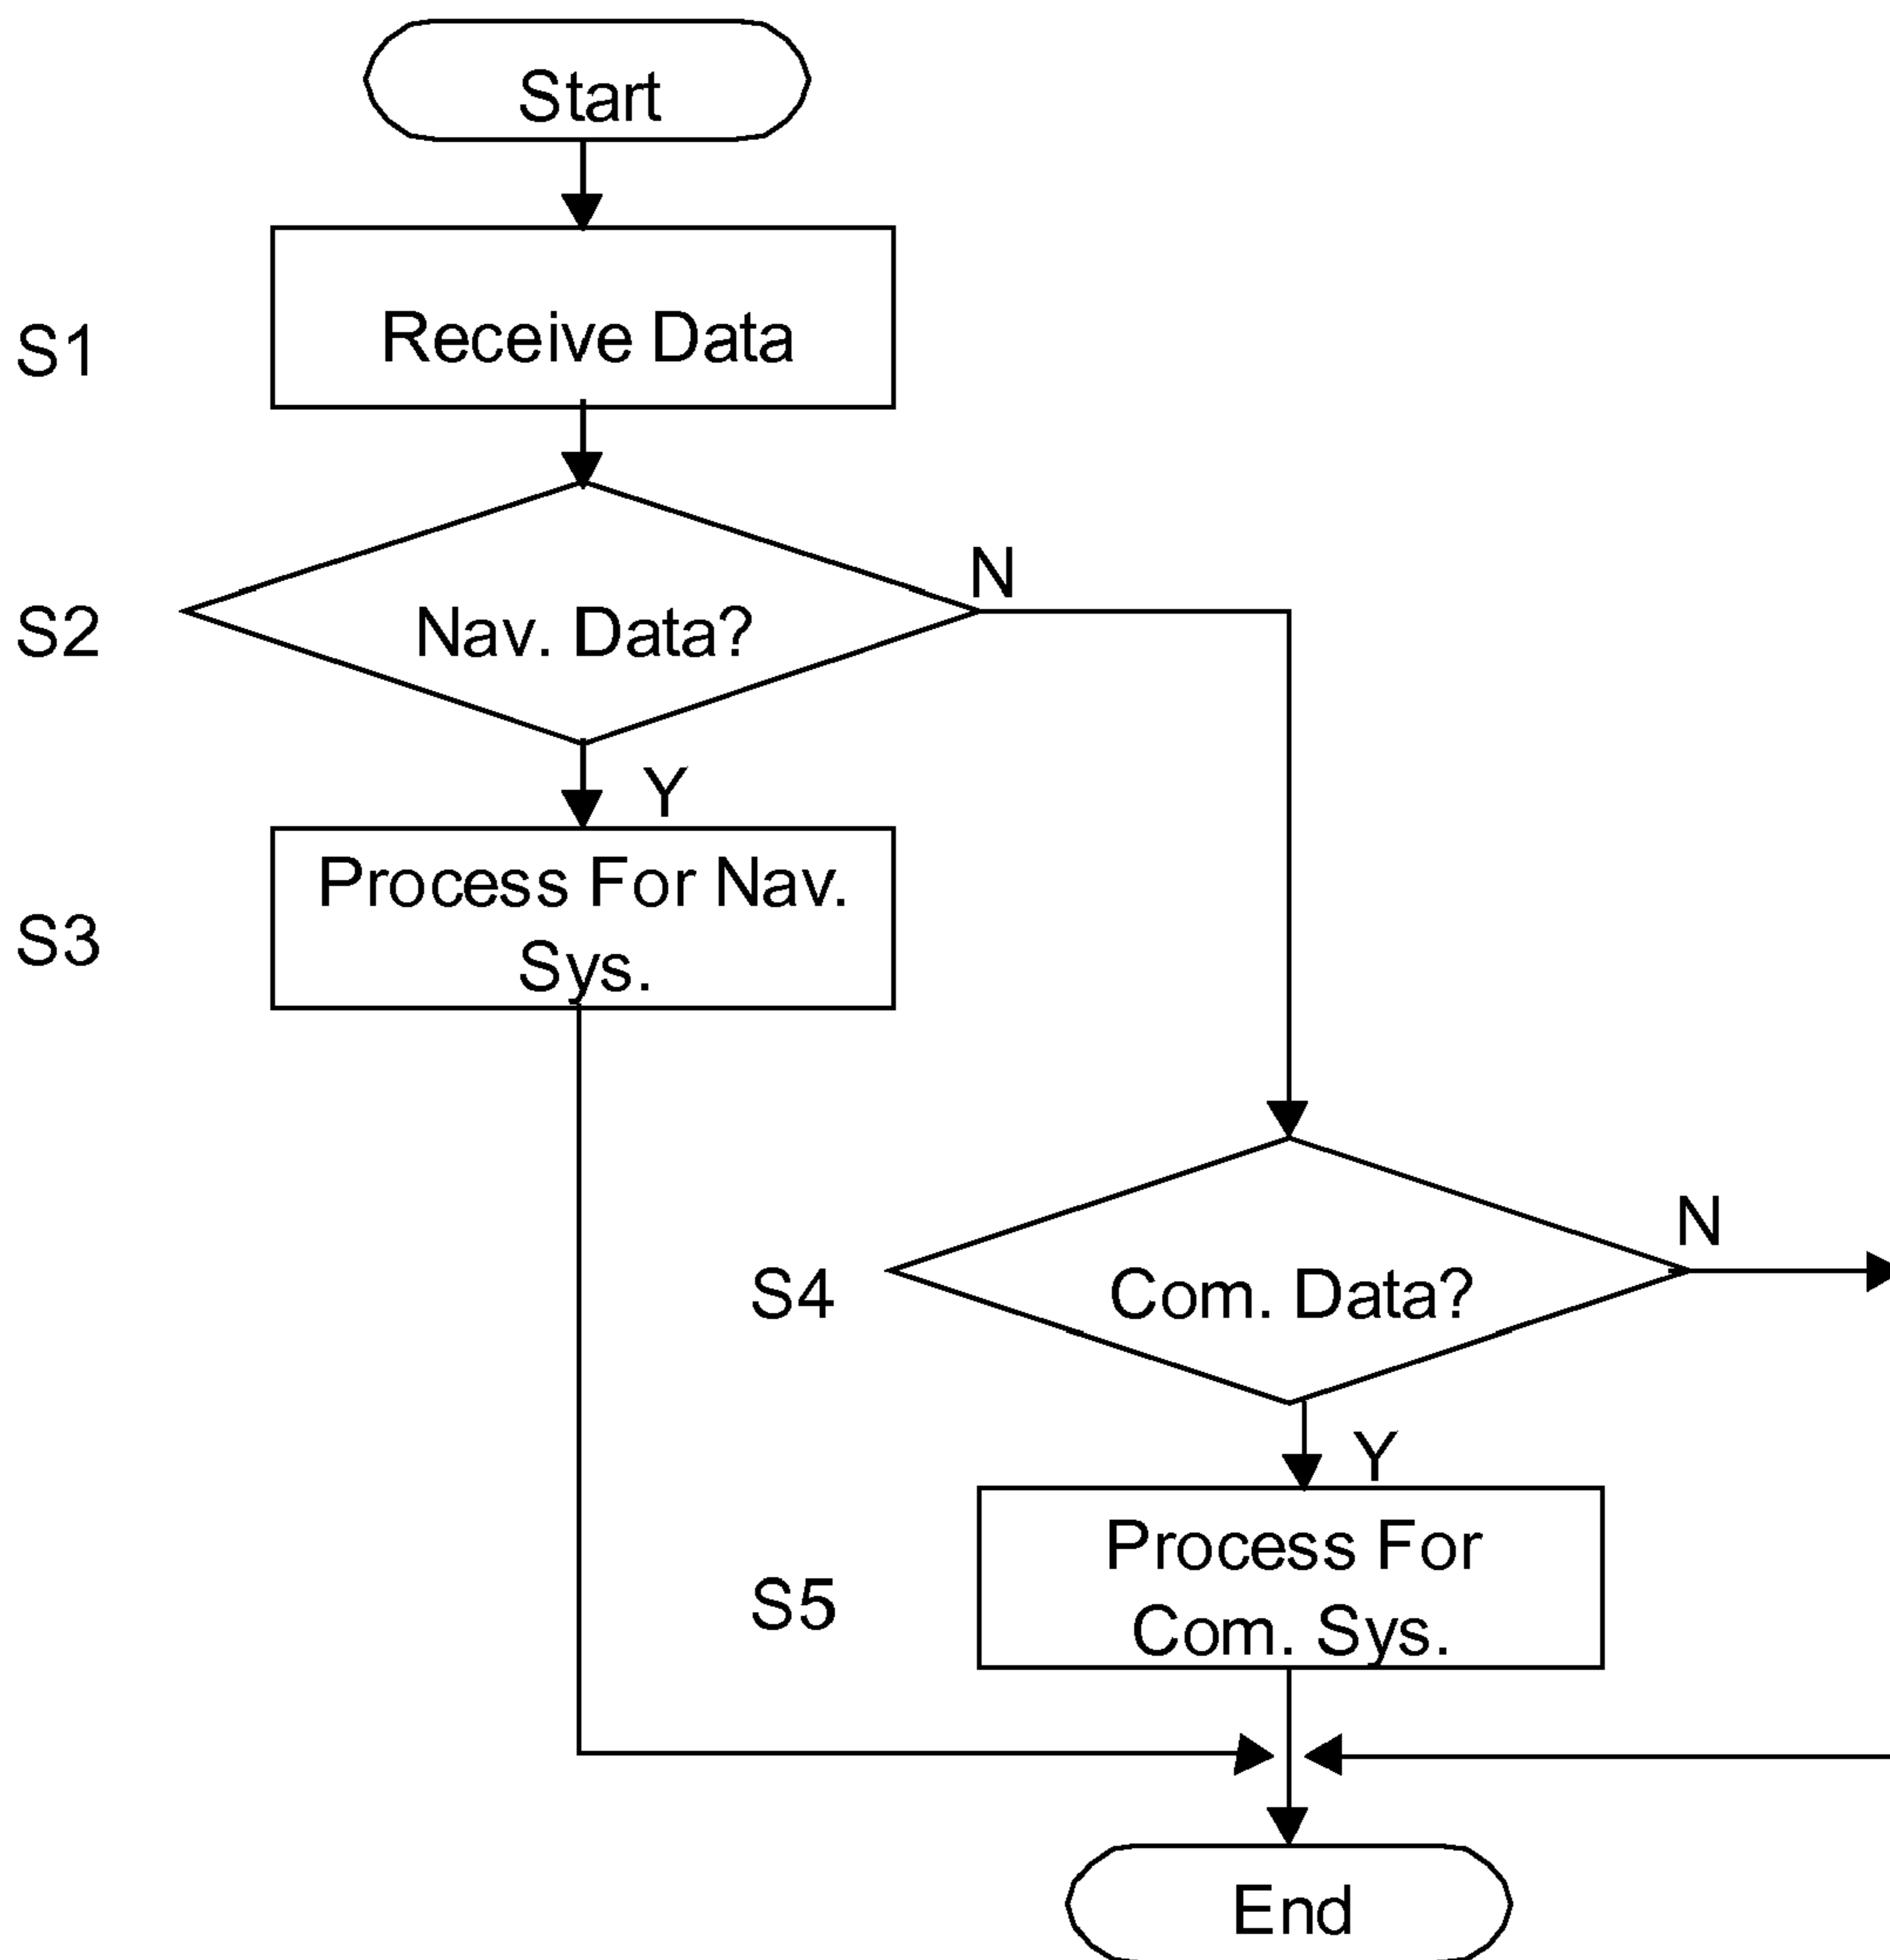 Start
S1
Receive Data
S2
Nav. Data?
N
Y
S3
Process For Nav.
Sys.
S4
Com. Data?
N
Y
S5
Process For
Com. Sys.
End